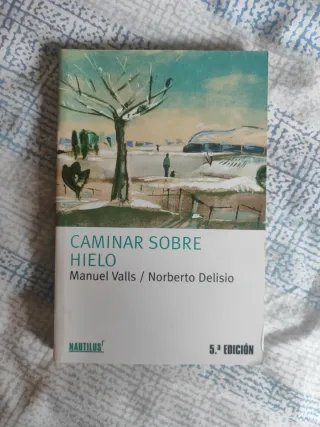 CAMINAR SOBRE
HIELO
Manuel Valls / Norberto Delisio
NAUTILUS
5.ª EDICIÓN